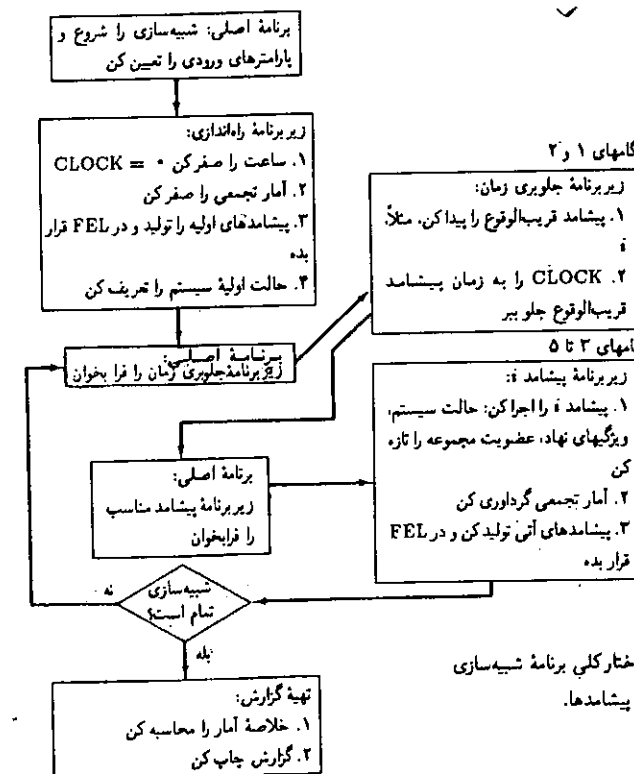 برنامهٔ اصلی: شبیه‌سازی را شروع و
پارامترهای ورودی را تعیین کن
زیر برنامهٔ راه‌اندازی:
۱. ساعت را صفر کن CLOCK = ۰
۲. آمار تجمعی را صفر کن
۳. پیشامدهای اولیه را تولید و در FEL قرار
بده
۴. حالت اولیهٔ سیستم را تعریف کن
گامهای ۱ و ۲
زیر برنامهٔ جلوبری زمان:
۱. پیشامد قریب‌الوقوع را پیدا کن، مثلاً،
i
۲. CLOCK را به زمان پیشامد
قریب‌الوقوع جلو ببر
برنامهٔ اصلی:
زیر برنامهٔ جلوبری زمان را فرا بخوان
گامهای ۳ تا ۵
زیر برنامهٔ پیشامد i:
۱. پیشامد i را اجرا کن: حالت سیستم،
ویژگیهای نهاد، عضویت مجموعه را تازه
کن
۲. آمار تجمعی گرداوری کن
۳. پیشامدهای آتی تولید کن و در FEL
قرار بده
برنامهٔ اصلی:
زیر برنامهٔ پیشامد مناسب
را فرابخوان
شبیه‌سازی
تمام است؟
نه
بله
تهیهٔ گزارش:
۱. خلاصهٔ آمار را محاسبه کن
۲. گزارش چاپ کن
ختار کلی برنامهٔ شبیه‌سازی
پیشامدها.